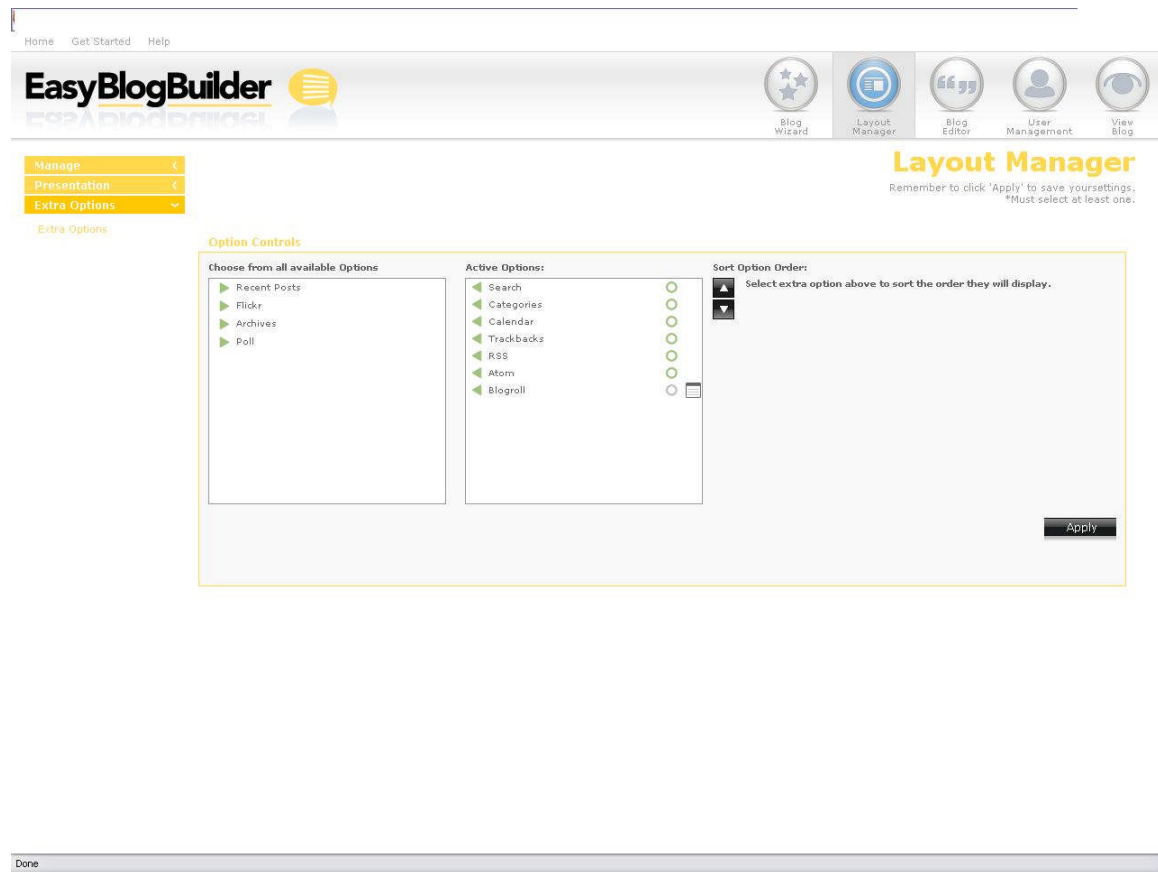 Home Get Started Help
EasyBlogBuilder
Blog Wizard
Layout Manager
Blog Editor
User Management
View Blog
Manage
Presentation
Extra Options
Extra Options
Layout Manager
Remember to click 'Apply' to save yoursettings.
*Must select at least one.
Option Controls
Choose from all available Options
Recent Posts
Flickr
Archives
Poll
Active Options:
Search
Categories
Calendar
Trackbacks
RSS
Atom
Blogroll
Sort Option Order:
Select extra option above to sort the order they will display.
Apply
Done